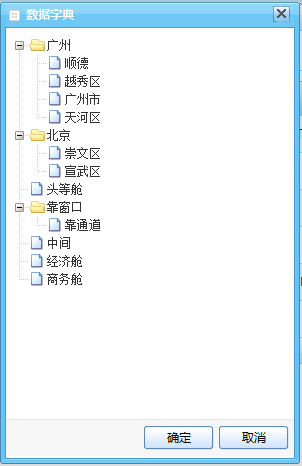 数据字典
广州
顺德
越秀区
广州市
天河区
北京
崇文区
宣武区
头等舱
靠窗口
靠通道
中间
经济舱
商务舱
确定 取消